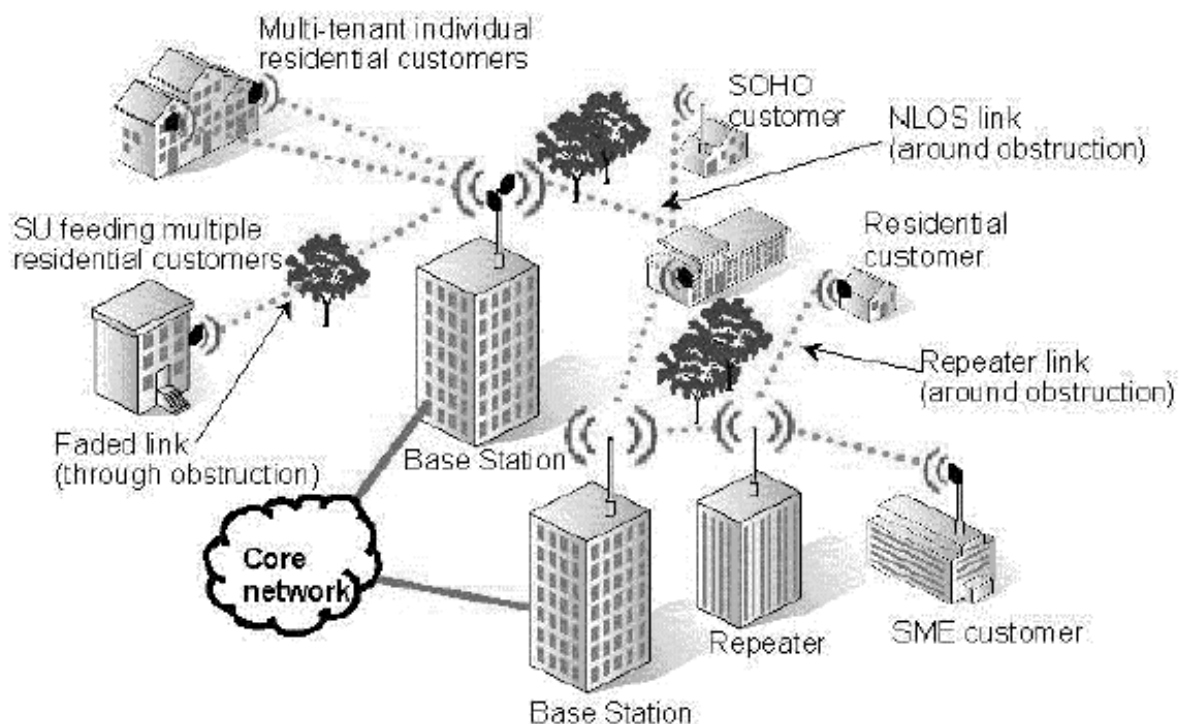 Multi-tenant individual
residential customers
SOHO
customer
NLOS link
(around obstruction)
SU feeding multiple
residential customers
Residential
customer
Repeater link
(around obstruction)
Faded link
(through obstruction)
Base Station
Core
network
Repeater
SME customer
Base Station